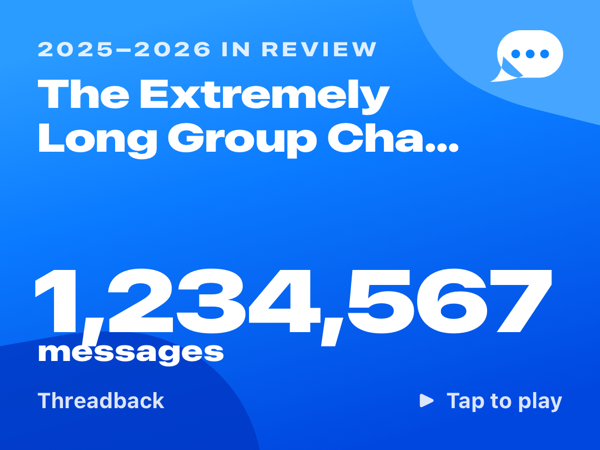 2025–2026 IN REVIEW
The Extremely
Long Group Cha...
1,234,567
messages
Threadback
Tap to play